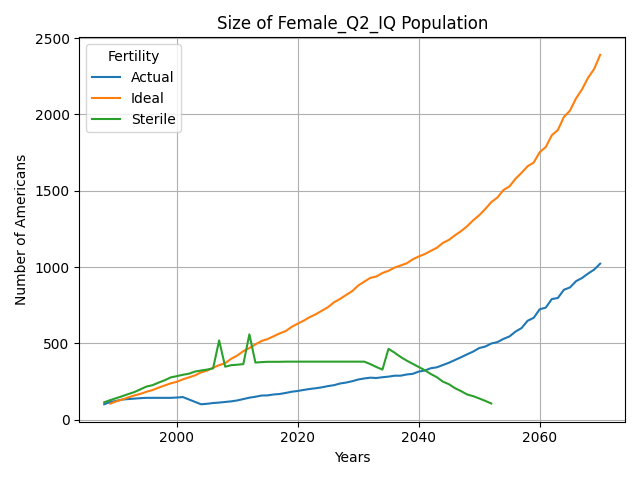 Size of Female_Q2_IQ Population
Fertility
Actual
Ideal
Sterile
Number of Americans
2500
2000
1500
1000
500
0
2000 2020 2040 2060
Years